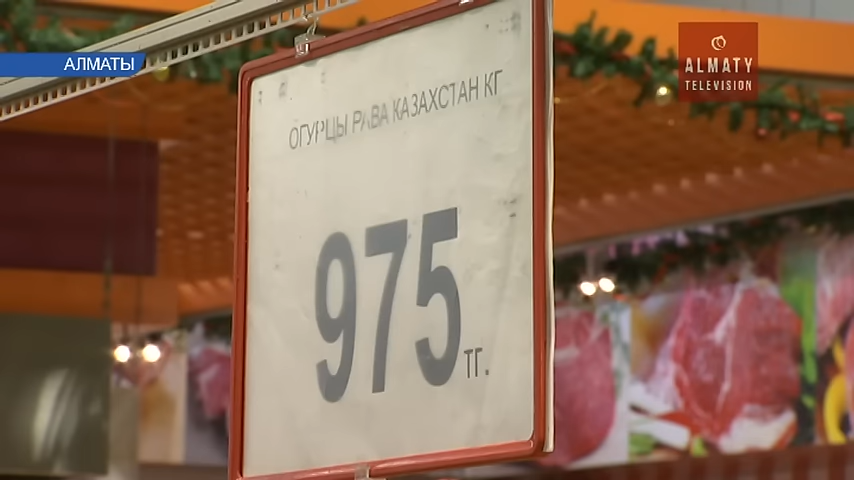 АЛМАТЫ
ALMATY
TELEVISION
ОГУРЦЫ РАВА КАЗАХСТАН КГ
975 тг.